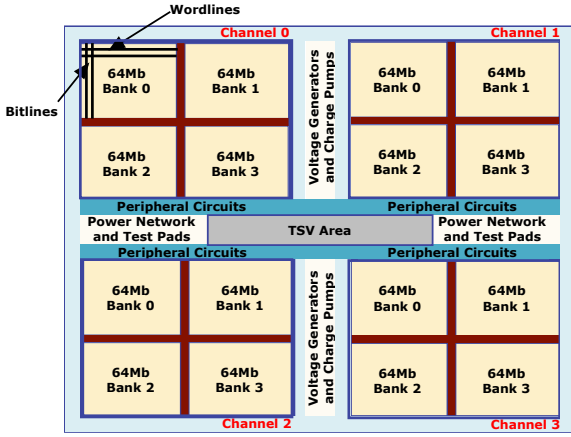 Wordlines
Channel 0
Channel 1
Bitlines
64Mb
Bank 0
64Mb
Bank 1
64Mb
Bank 2
64Mb
Bank 3
Voltage Generators
and Charge Pumps
64Mb
Bank 0
64Mb
Bank 1
64Mb
Bank 2
64Mb
Bank 3
Peripheral Circuits
Peripheral Circuits
Power Network
and Test Pads
TSV Area
Power Network
and Test Pads
Peripheral Circuits
Peripheral Circuits
64Mb
Bank 0
64Mb
Bank 1
64Mb
Bank 2
64Mb
Bank 3
Voltage Generators
and Charge Pumps
64Mb
Bank 0
64Mb
Bank 1
64Mb
Bank 2
64Mb
Bank 3
Channel 2
Channel 3